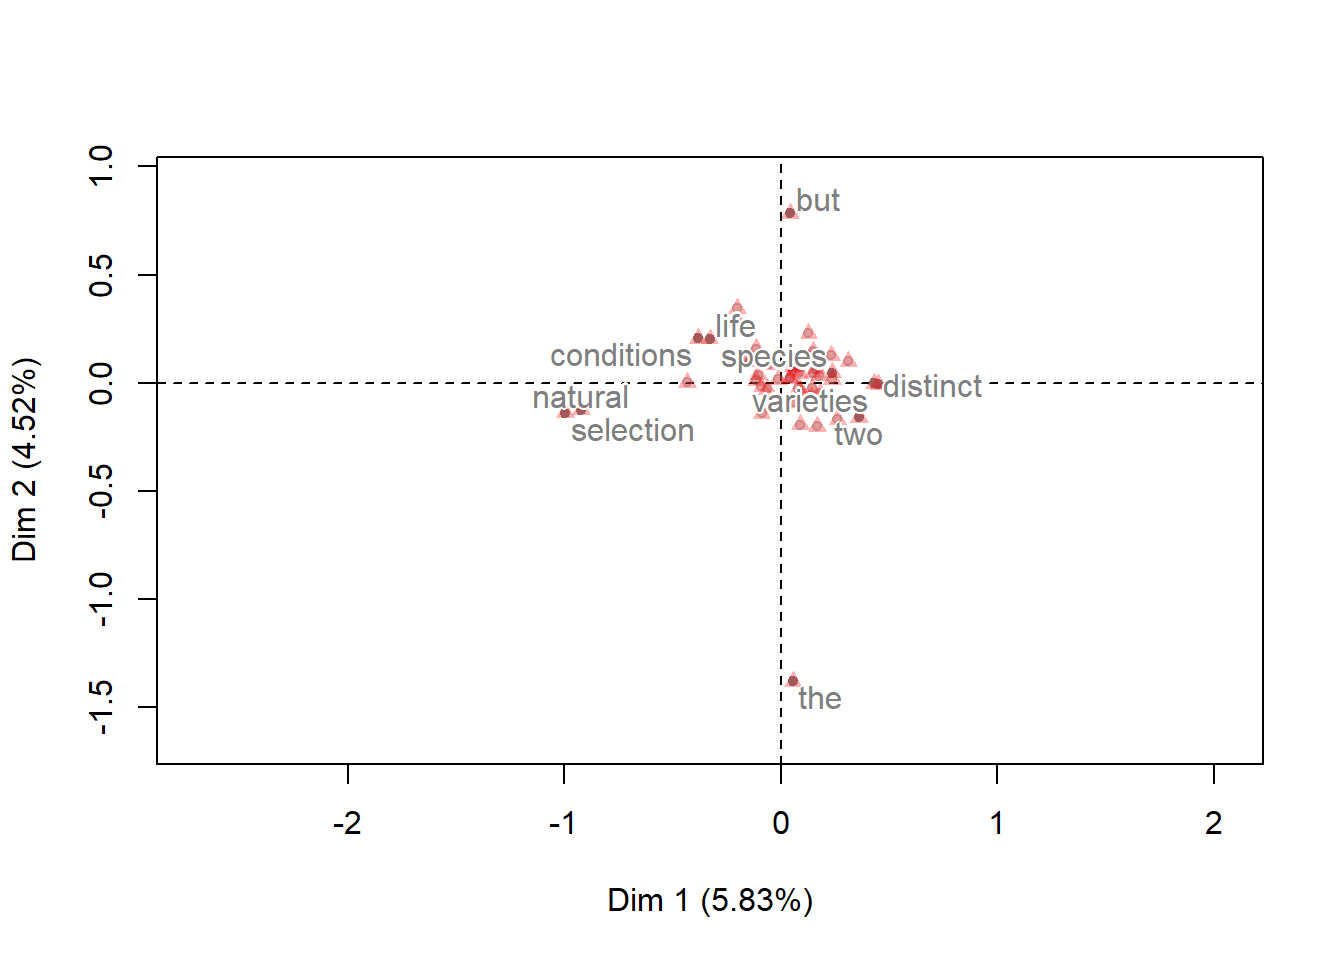 1.0
but
0.5
life
conditions
species
0.0
distinct
natural
varieties
selection
two
-0.5
-1.0
the
-1.5
-2
-1
0
1
2
Dim 1 (5.83%)
Dim 2 (4.52%)